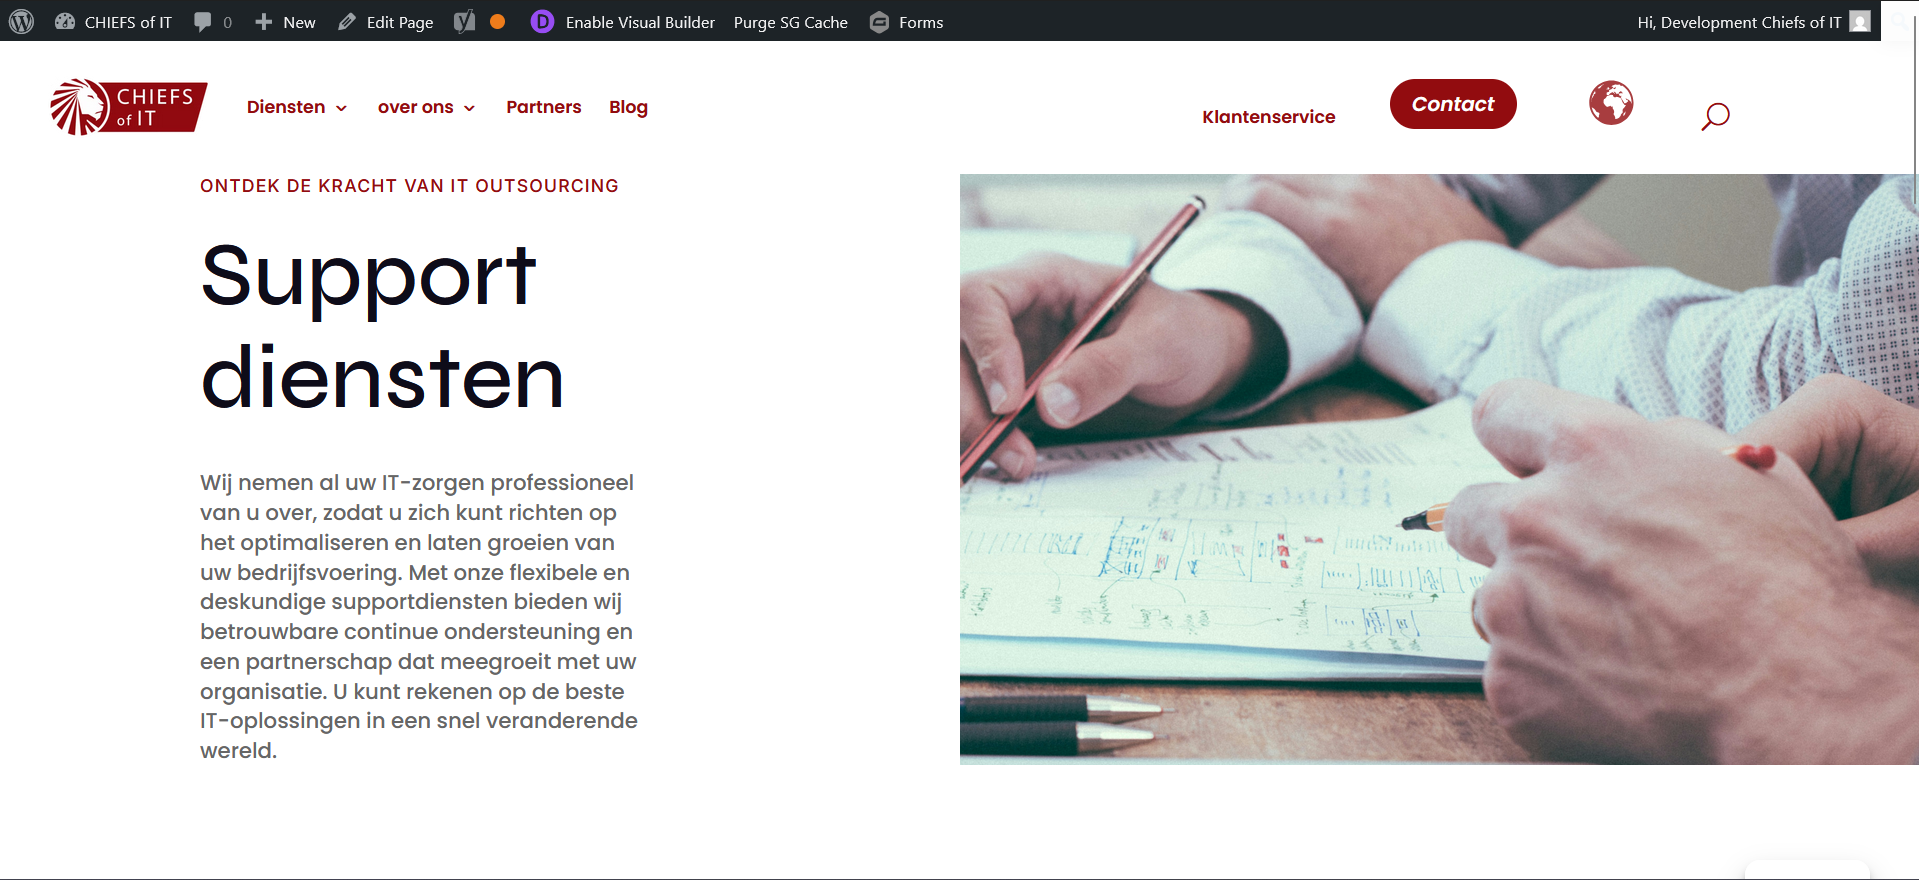 CHIEFS of IT
0
New
Edit Page
Enable Visual Builder
Purge SG Cache
Forms
Hi, Development Chiefs of IT
CHIEFS
of IT
Diensten
over ons
Partners
Blog
Klantenservice
Contact
ONTDEK DE KRACHT VAN IT OUTSOURCING
Support
diensten
Wij nemen al uw IT-zorgen professioneel
van u over, zodat u zich kunt richten op
het optimaliseren en laten groeien van
uw bedrijfsvoering. Met onze flexibele en
deskundige supportdiensten bieden wij
betrouwbare continue ondersteuning en
een partnerschap dat meegroeit met uw
organisatie. U kunt rekenen op de beste
IT-oplossingen in een snel veranderende
wereld.